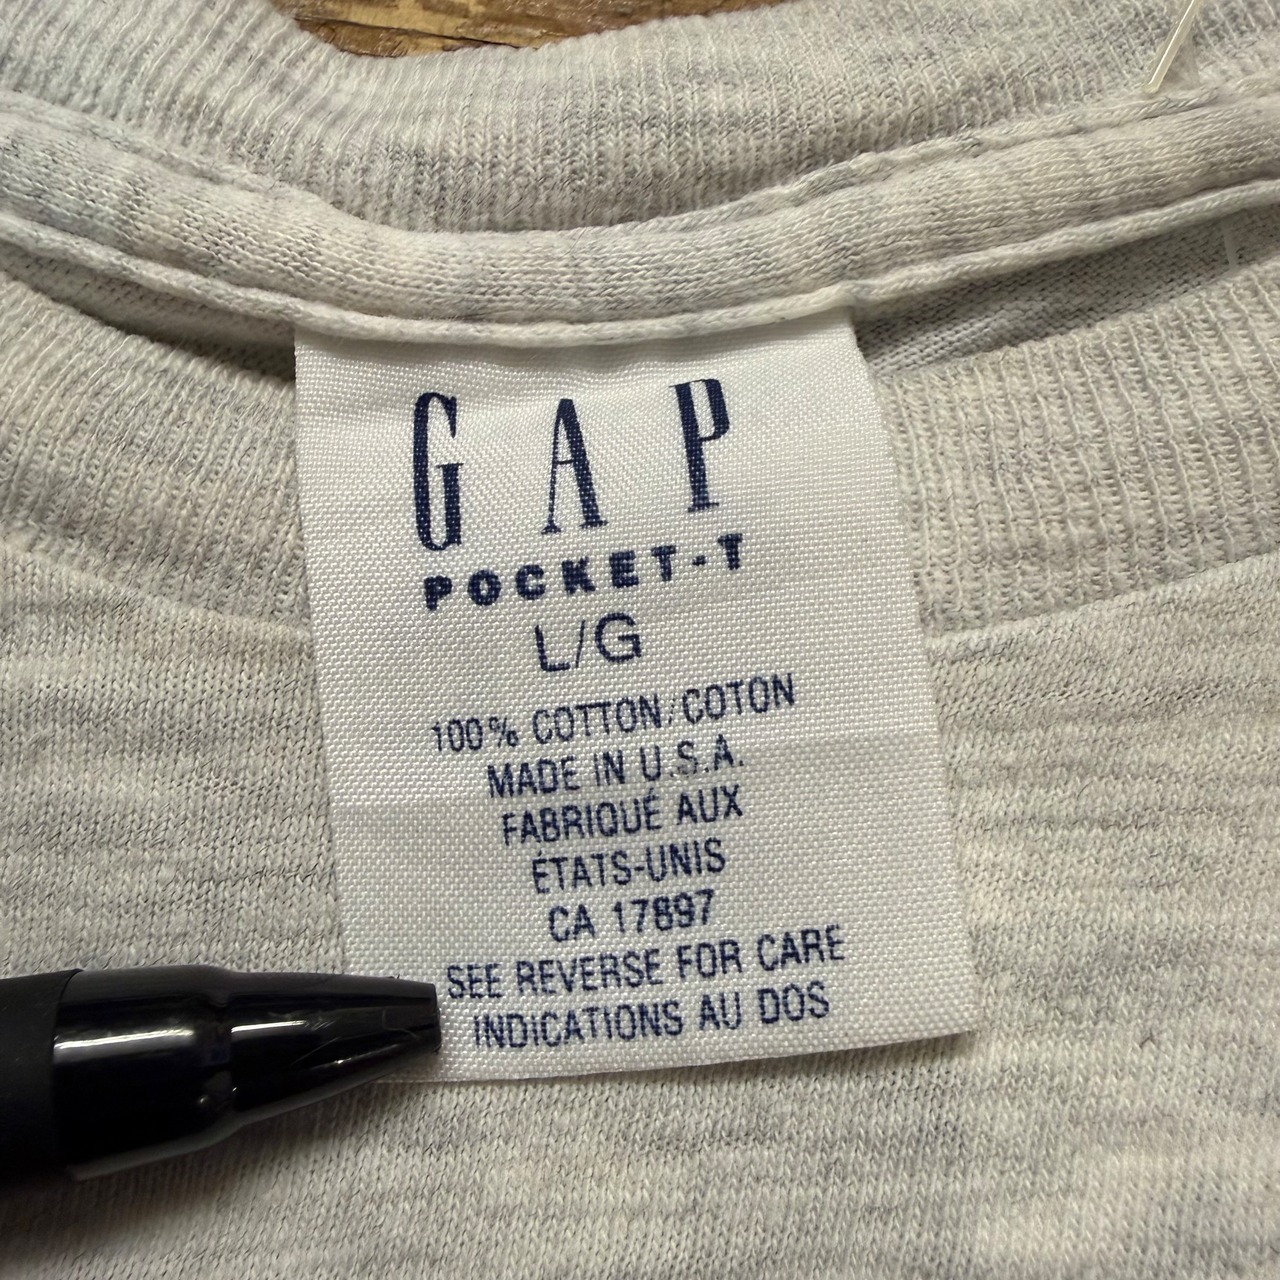 GAP
POCKET-T
L/G
100% COTTON/COTON
MADE IN U.S.A.
FABRIQUÉ AUX
ÉTATS-UNIS
CA 17897
SEE REVERSE FOR CARE
INDICATIONS AU DOS